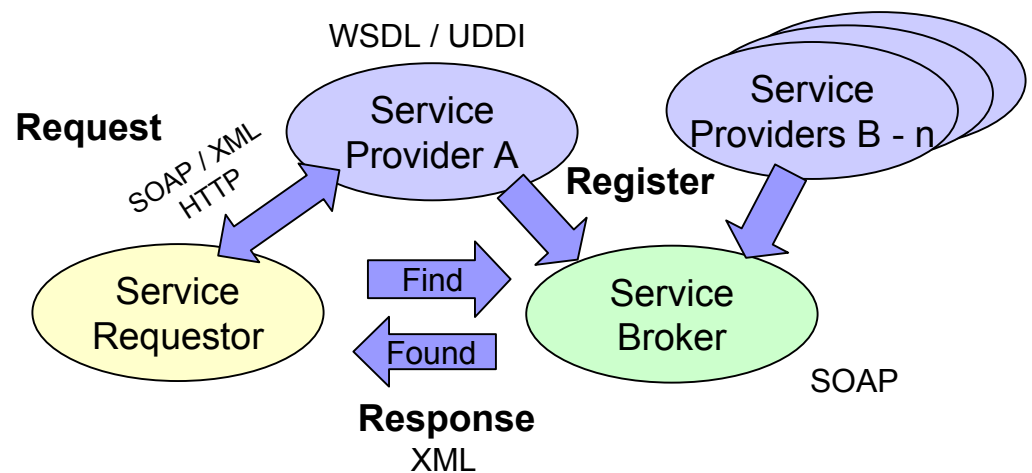 WSDL / UDDI
Service
Provider A
Service
Providers B - n
Request
SOAP / XML
HTTP
Register
Service
Requestor
Find
Found
Service
Broker
SOAP
Response
XML